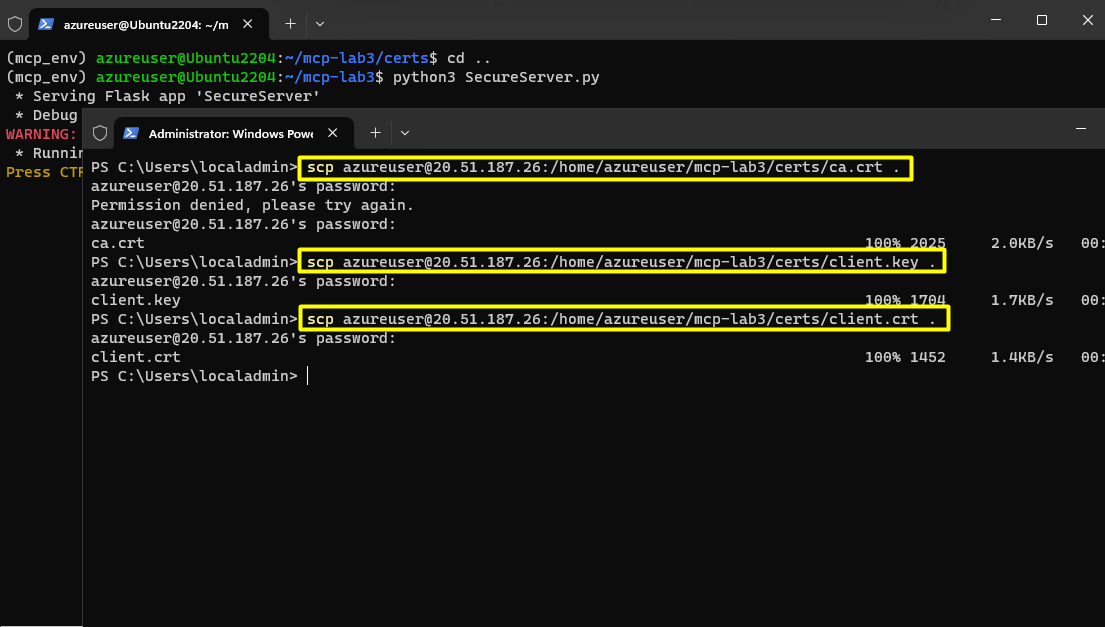 azureuser@Ubuntu2204: ~/m
(mcp_env) azureuser@Ubuntu2204:~/mcp-lab3/certs$ cd ..
(mcp_env) azureuser@Ubuntu2204:~/mcp-lab3$ python3 SecureServer.py
* Serving Flask app 'SecureServer'
* Debug
WARNING:
* Runnin
Press CTR
Administrator: Windows Powe
PS C:\Users\localadmin> scp azureuser@20.51.187.26:/home/azureuser/mcp-lab3/certs/ca.crt .
azureuser@20.51.187.26's password:
Permission denied, please try again.
azureuser@20.51.187.26's password:
ca.crt 100% 2025 2.0KB/s 00:
PS C:\Users\localadmin> scp azureuser@20.51.187.26:/home/azureuser/mcp-lab3/certs/client.key .
azureuser@20.51.187.26's password:
client.key 100% 1704 1.7KB/s 00:
PS C:\Users\localadmin> scp azureuser@20.51.187.26:/home/azureuser/mcp-lab3/certs/client.crt .
azureuser@20.51.187.26's password:
client.crt 100% 1452 1.4KB/s 00:
PS C:\Users\localadmin>